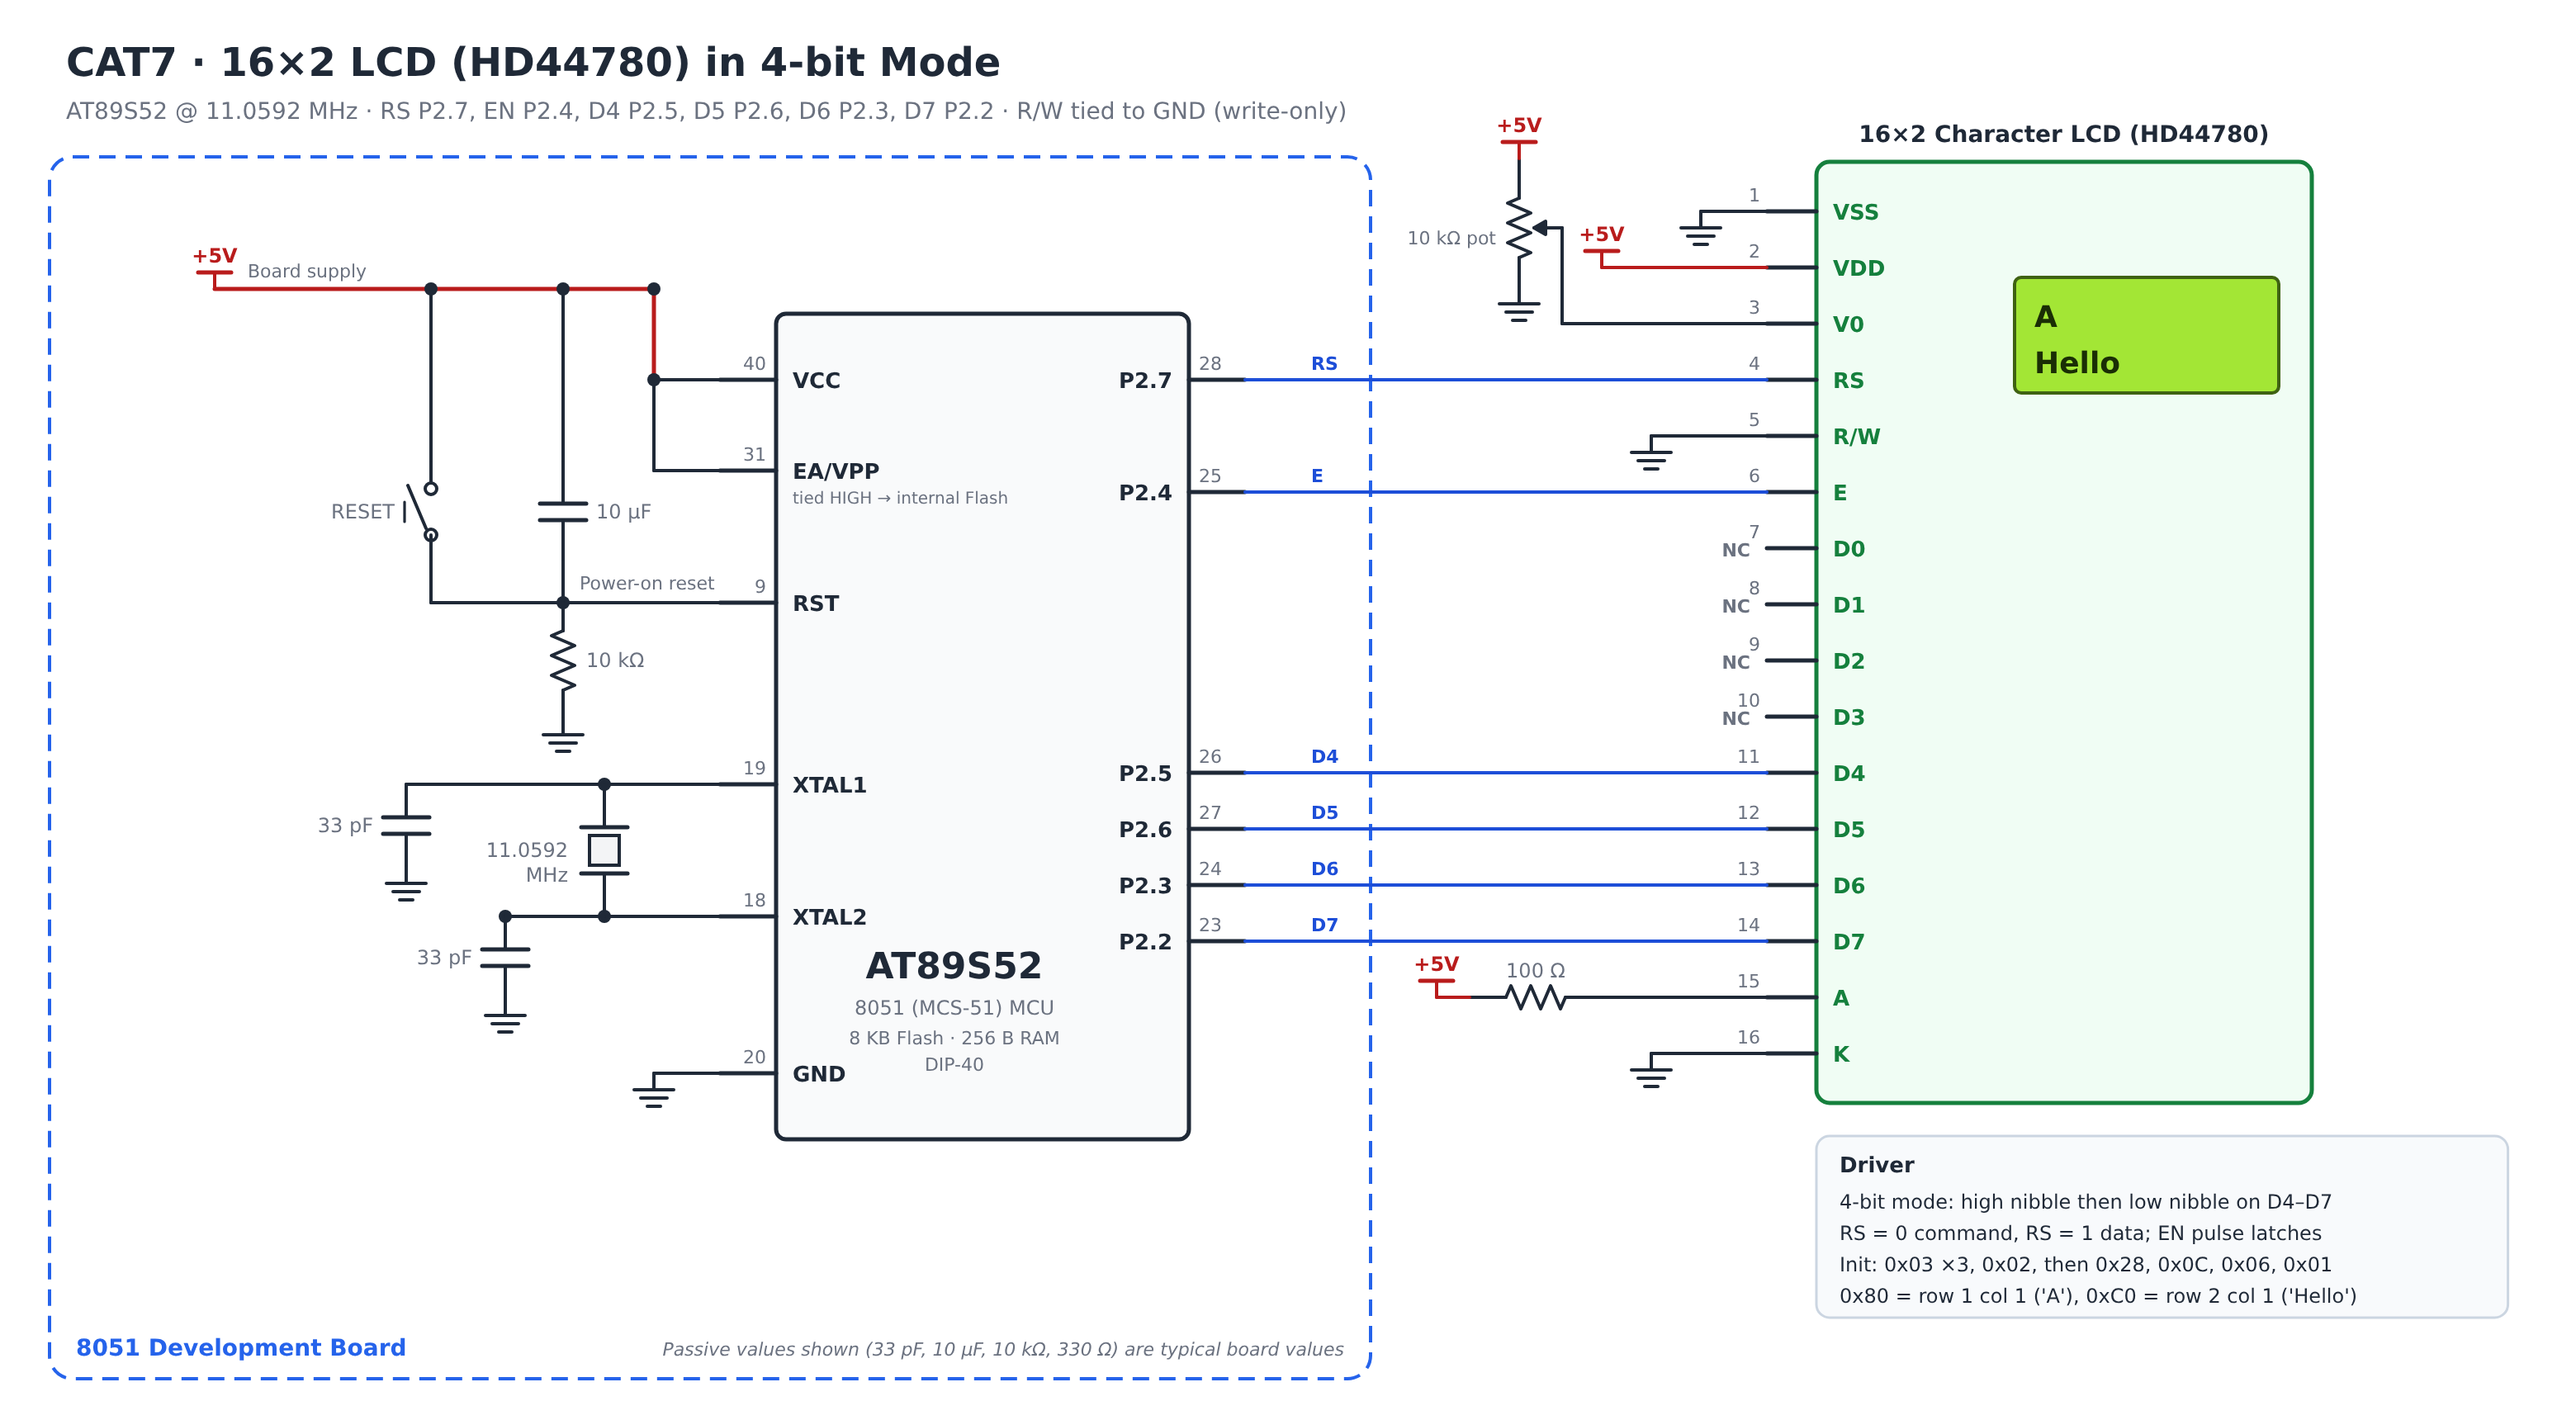 CAT7 · 16×2 LCD (HD44780) in 4-bit Mode
AT89S52 @ 11.0592 MHz · RS P2.7, EN P2.4, D4 P2.5, D5 P2.6, D6 P2.3, D7 P2.2 · R/W tied to GND (write-only)
+5V
Board supply
RESET
10 µF
Power-on reset
10 kΩ
33 pF
11.0592
MHz
33 pF
40 VCC
31 EA/VPP
tied HIGH → internal Flash
9 RST
19 XTAL1
18 XTAL2
20 GND
AT89S52
8051 (MCS-51) MCU
8 KB Flash · 256 B RAM
DIP-40
P2.7 28 RS
P2.4 25 E
P2.5 26 D4
P2.6 27 D5
P2.3 24 D6
P2.2 23 D7
8051 Development Board
Passive values shown (33 pF, 10 µF, 10 kΩ, 330 Ω) are typical board values
+5V
10 kΩ pot
+5V
+5V
100 Ω
16×2 Character LCD (HD44780)
1 VSS
2 VDD
3 V0
4 RS
5 R/W
6 E
7 NC D0
8 NC D1
9 NC D2
10 NC D3
11 D4
12 D5
13 D6
14 D7
15 A
16 K
A
Hello
Driver
4-bit mode: high nibble then low nibble on D4–D7
RS = 0 command, RS = 1 data; EN pulse latches
Init: 0x03 ×3, 0x02, then 0x28, 0x0C, 0x06, 0x01
0x80 = row 1 col 1 ('A'), 0xC0 = row 2 col 1 ('Hello')